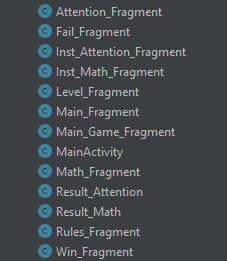 Attention_Fragment
Fail_Fragment
Inst_Attention_Fragment
Inst_Math_Fragment
Level_Fragment
Main_Fragment
Main_Game_Fragment
MainActivity
Math_Fragment
Result_Attention
Result_Math
Rules_Fragment
Win_Fragment